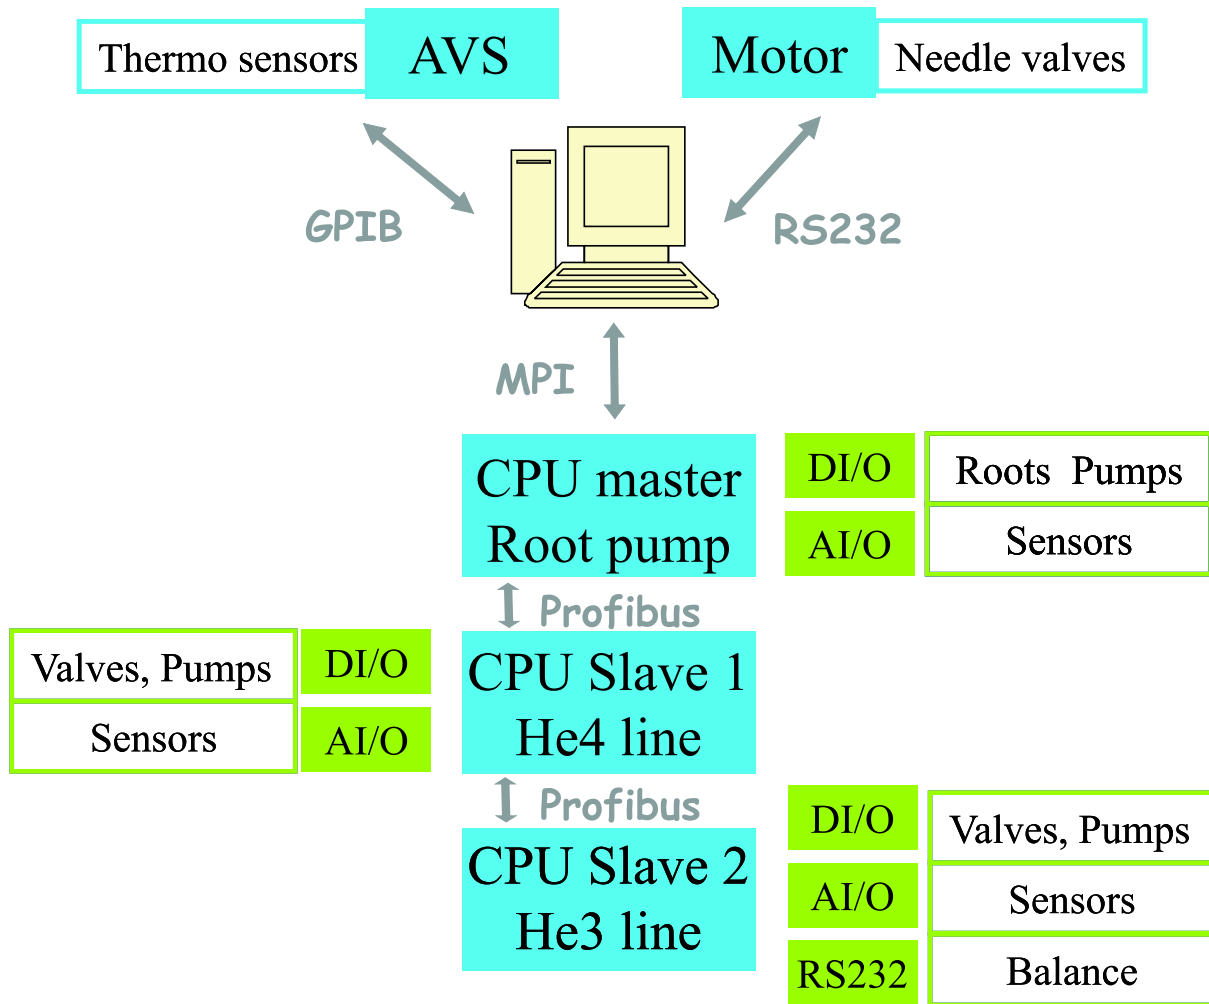 Thermo sensors AVS
Motor Needle valves
GPIB
RS232
MPI
CPU master
Root pump
DI/O Roots Pumps
AI/O Sensors
Profibus
Valves, Pumps DI/O
Sensors AI/O
CPU Slave 1
He4 line
Profibus
CPU Slave 2
He3 line
DI/O Valves, Pumps
AI/O Sensors
RS232 Balance